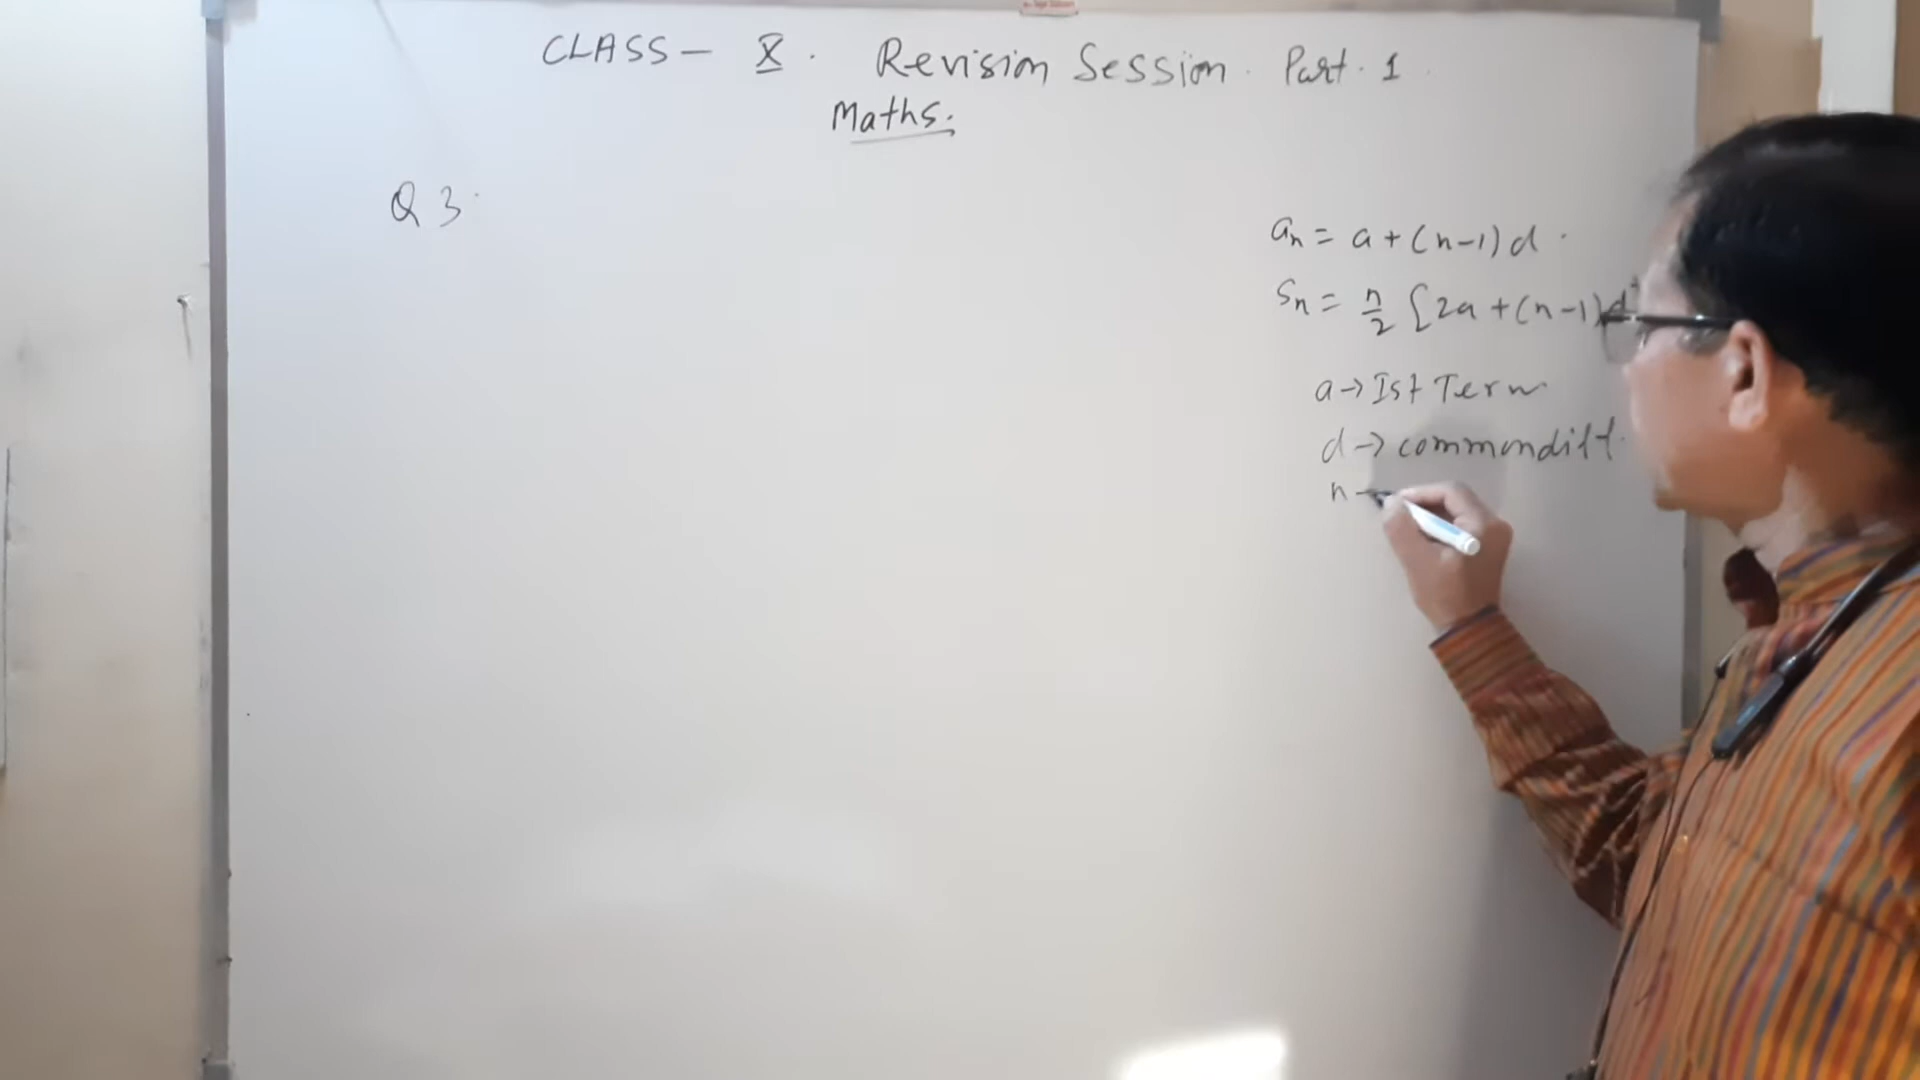 CLASS - X. Revision Session. Part. 1.
Maths.
Q 3.
an = a + (n-1) d.
Sn = n/2 {2a + (n-1) d
a → Ist Term
d → common diff.
n →